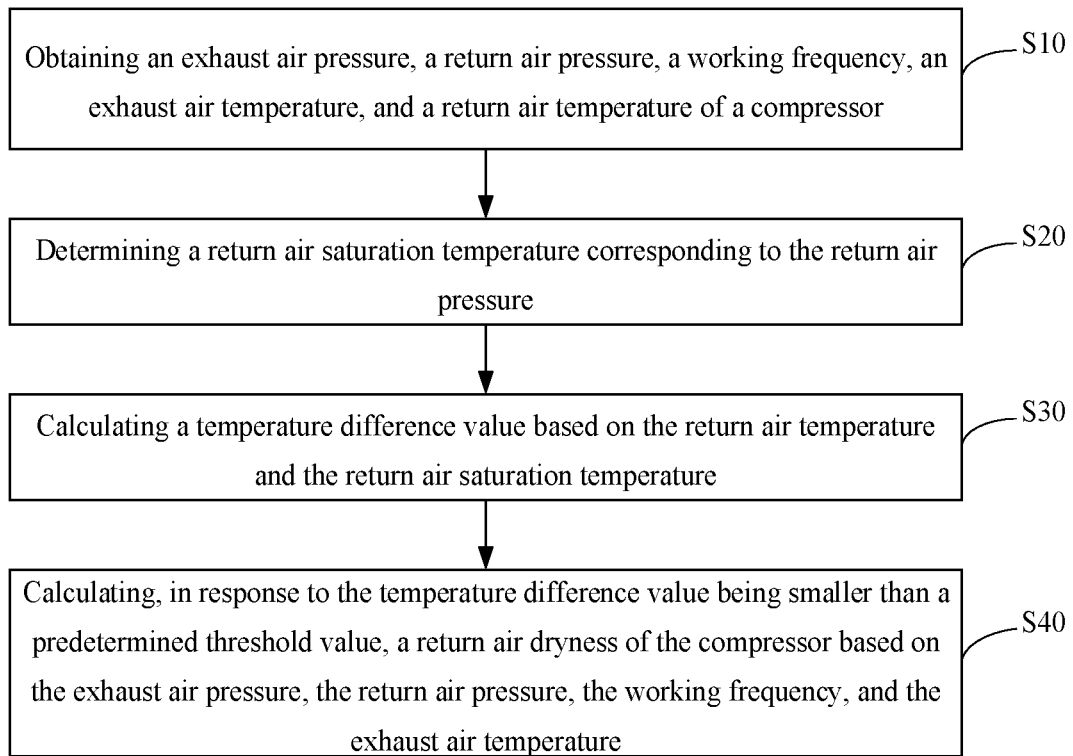 Obtaining an exhaust air pressure, a return air pressure, a working frequency, an
exhaust air temperature, and a return air temperature of a compressor
S10
Determining a return air saturation temperature corresponding to the return air
pressure
S20
Calculating a temperature difference value based on the return air temperature
and the return air saturation temperature
S30
Calculating, in response to the temperature difference value being smaller than a
predetermined threshold value, a return air dryness of the compressor based on
the exhaust air pressure, the return air pressure, the working frequency, and the
exhaust air temperature
S40